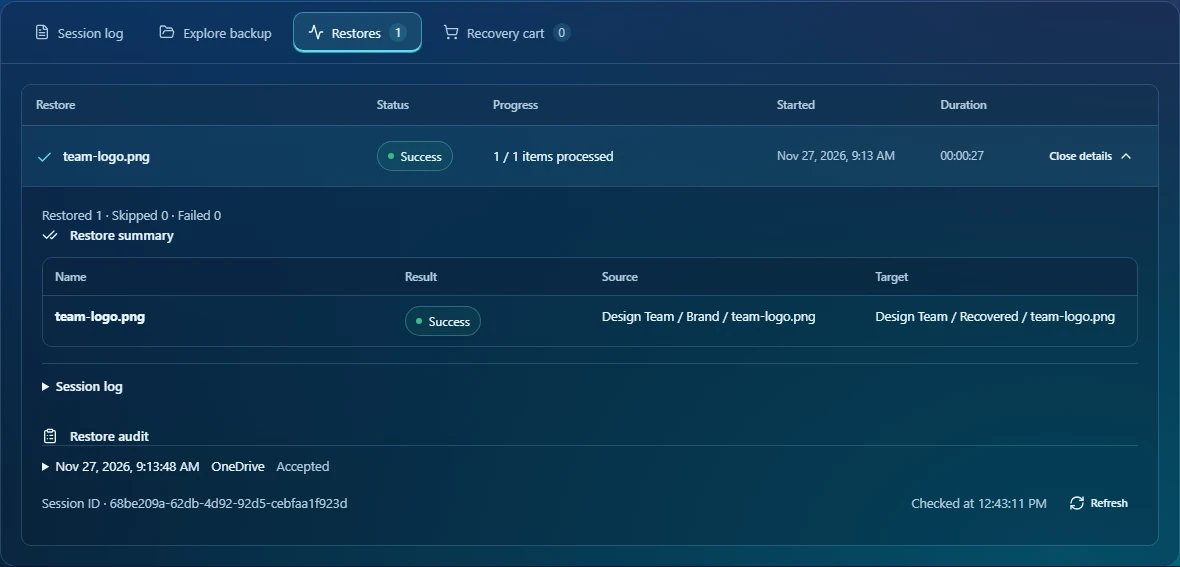 Session log Explore backup Restores 1 Recovery cart 0
Restore Status Progress Started Duration
team-logo.png Success 1 / 1 items processed Nov 27, 2026, 9:13 AM 00:00:27 Close details
Restored 1 · Skipped 0 · Failed 0
Restore summary
Name Result Source Target
team-logo.png Success Design Team / Brand / team-logo.png Design Team / Recovered / team-logo.png
Session log
Restore audit
Nov 27, 2026, 9:13:48 AM OneDrive Accepted
Session ID · 68be209a-62db-4d92-92d5-cebfaa1f923d Checked at 12:43:11 PM Refresh